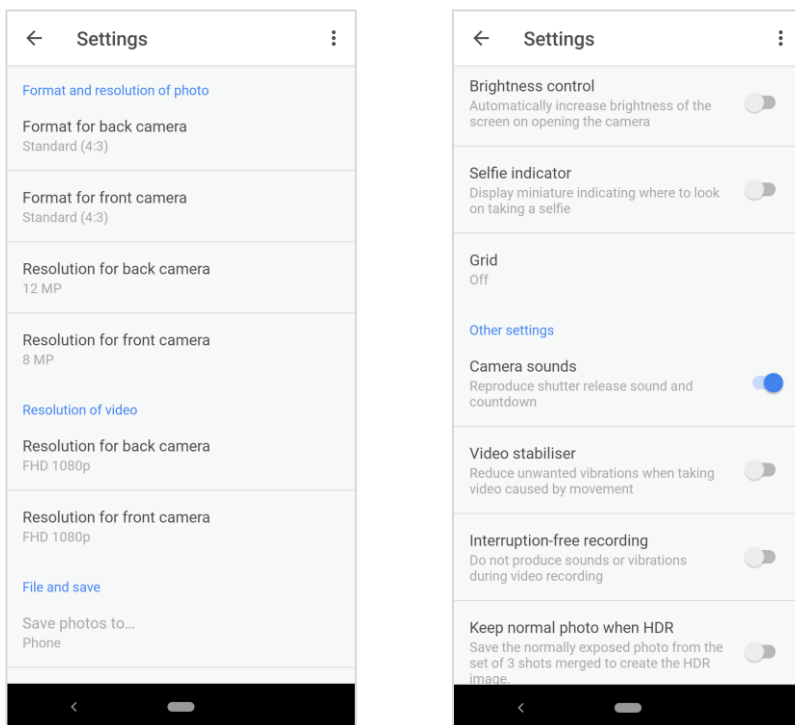 Settings
Format and resolution of photo
Format for back camera
Standard (4:3)
Format for front camera
Standard (4:3)
Resolution for back camera
12 MP
Resolution for front camera
8 MP
Resolution of video
Resolution for back camera
FHD 1080p
Resolution for front camera
FHD 1080p
File and save
Save photos to...
Phone
Settings
Brightness control
Automatically increase brightness of the
screen on opening the camera
Selfie indicator
Display miniature indicating where to look
on taking a selfie
Grid
Off
Other settings
Camera sounds
Reproduce shutter release sound and
countdown
Video stabiliser
Reduce unwanted vibrations when taking
video caused by movement
Interruption-free recording
Do not produce sounds or vibrations
during video recording
Keep normal photo when HDR
Save the normally exposed photo from the
set of 3 shots merged to create the HDR
image.